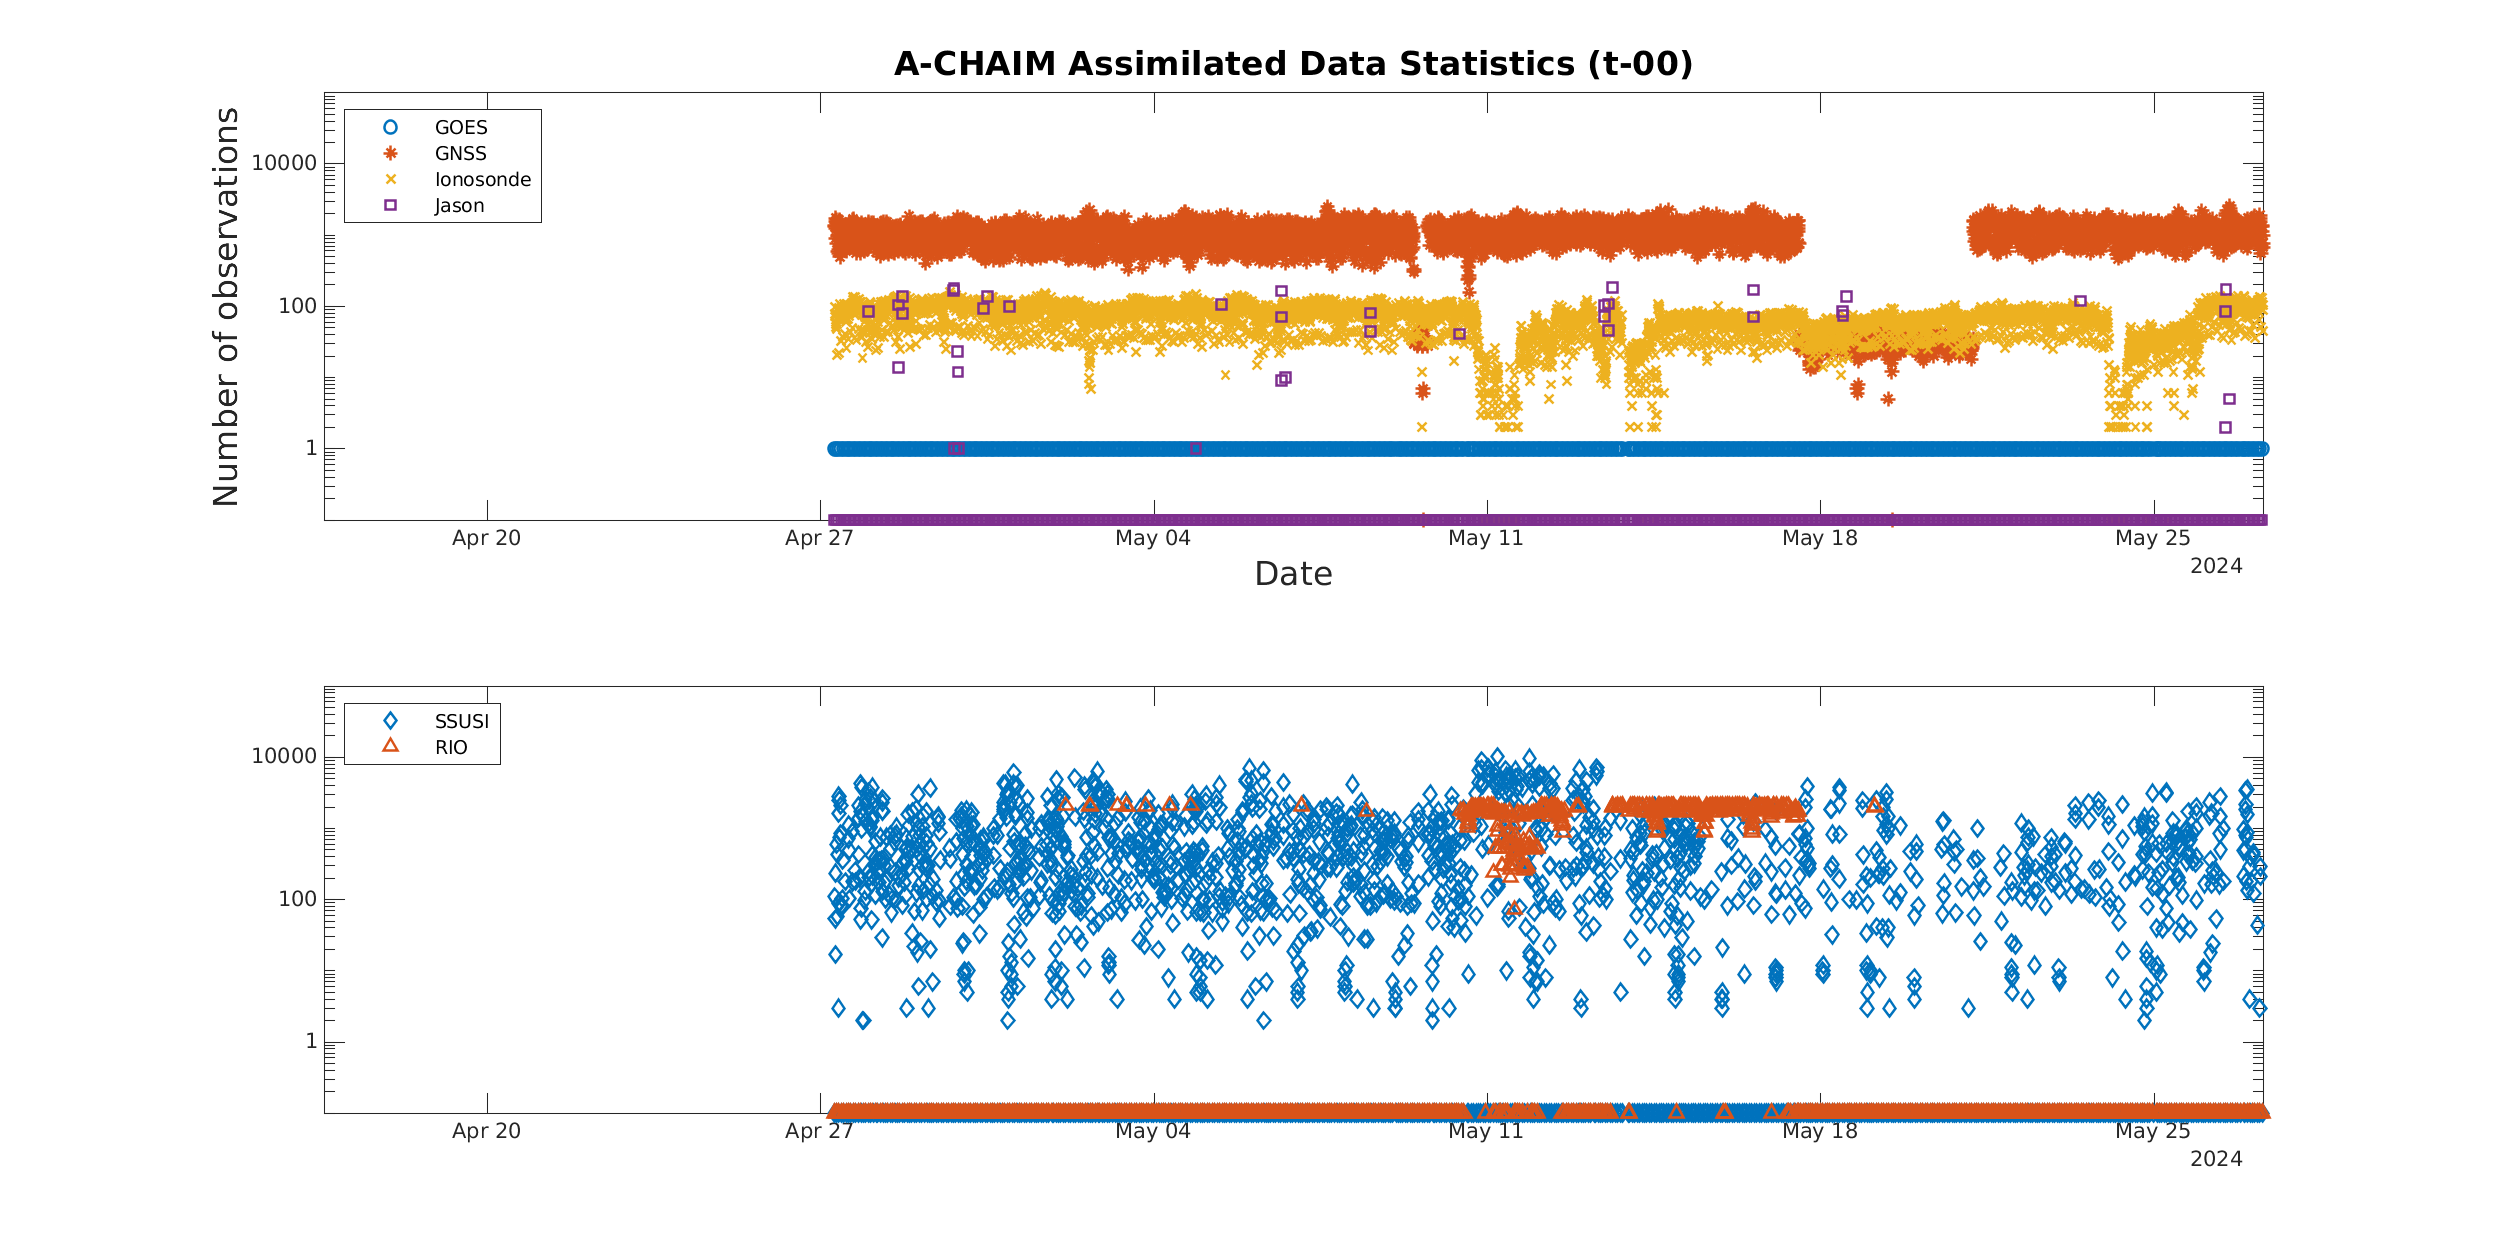 A-CHAIM Assimilated Data Statistics (t-00)
GOES
GNSS
Ionosonde
Jason
Number of observations
10000
100
1
Apr 20 Apr 27 May 04 May 11 May 18 May 25
2024
Date
SSUSI
RIO
10000
100
1
Apr 20 Apr 27 May 04 May 11 May 18 May 25
2024